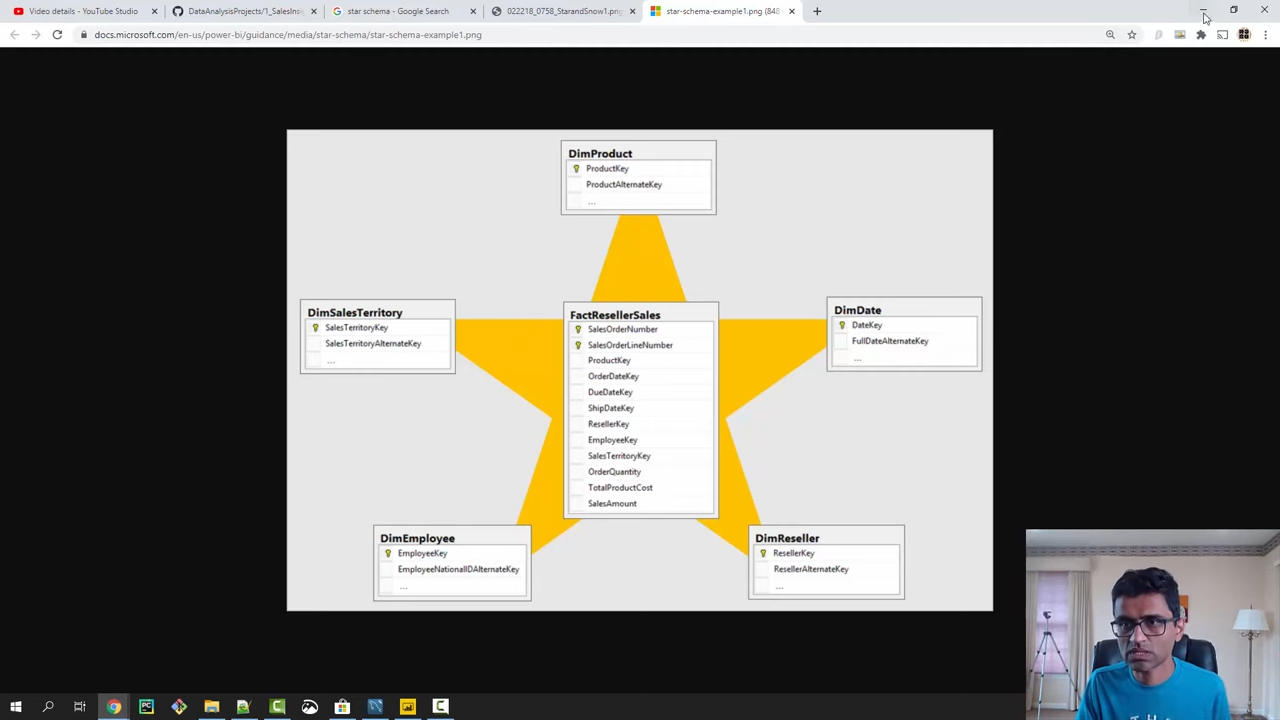 Video details - YouTube Studio
DataAnalysisProjects/1_SalesInsig
star schema - Google Search
022218_0758_StarandSnow1.png
star-schema-example1.png (848
docs.microsoft.com/en-us/power-bi/guidance/media/star-schema/star-schema-example1.png
DimProduct
ProductKey
ProductAlternateKey
...
DimSalesTerritory
SalesTerritoryKey
SalesTerritoryAlternateKey
...
FactResellerSales
SalesOrderNumber
SalesOrderLineNumber
ProductKey
OrderDateKey
DueDateKey
ShipDateKey
ResellerKey
EmployeeKey
SalesTerritoryKey
OrderQuantity
TotalProductCost
SalesAmount
DimDate
DateKey
FullDateAlternateKey
...
DimEmployee
EmployeeKey
EmployeeNationalIDAlternateKey
...
DimReseller
ResellerKey
ResellerAlternateKey
...
PC